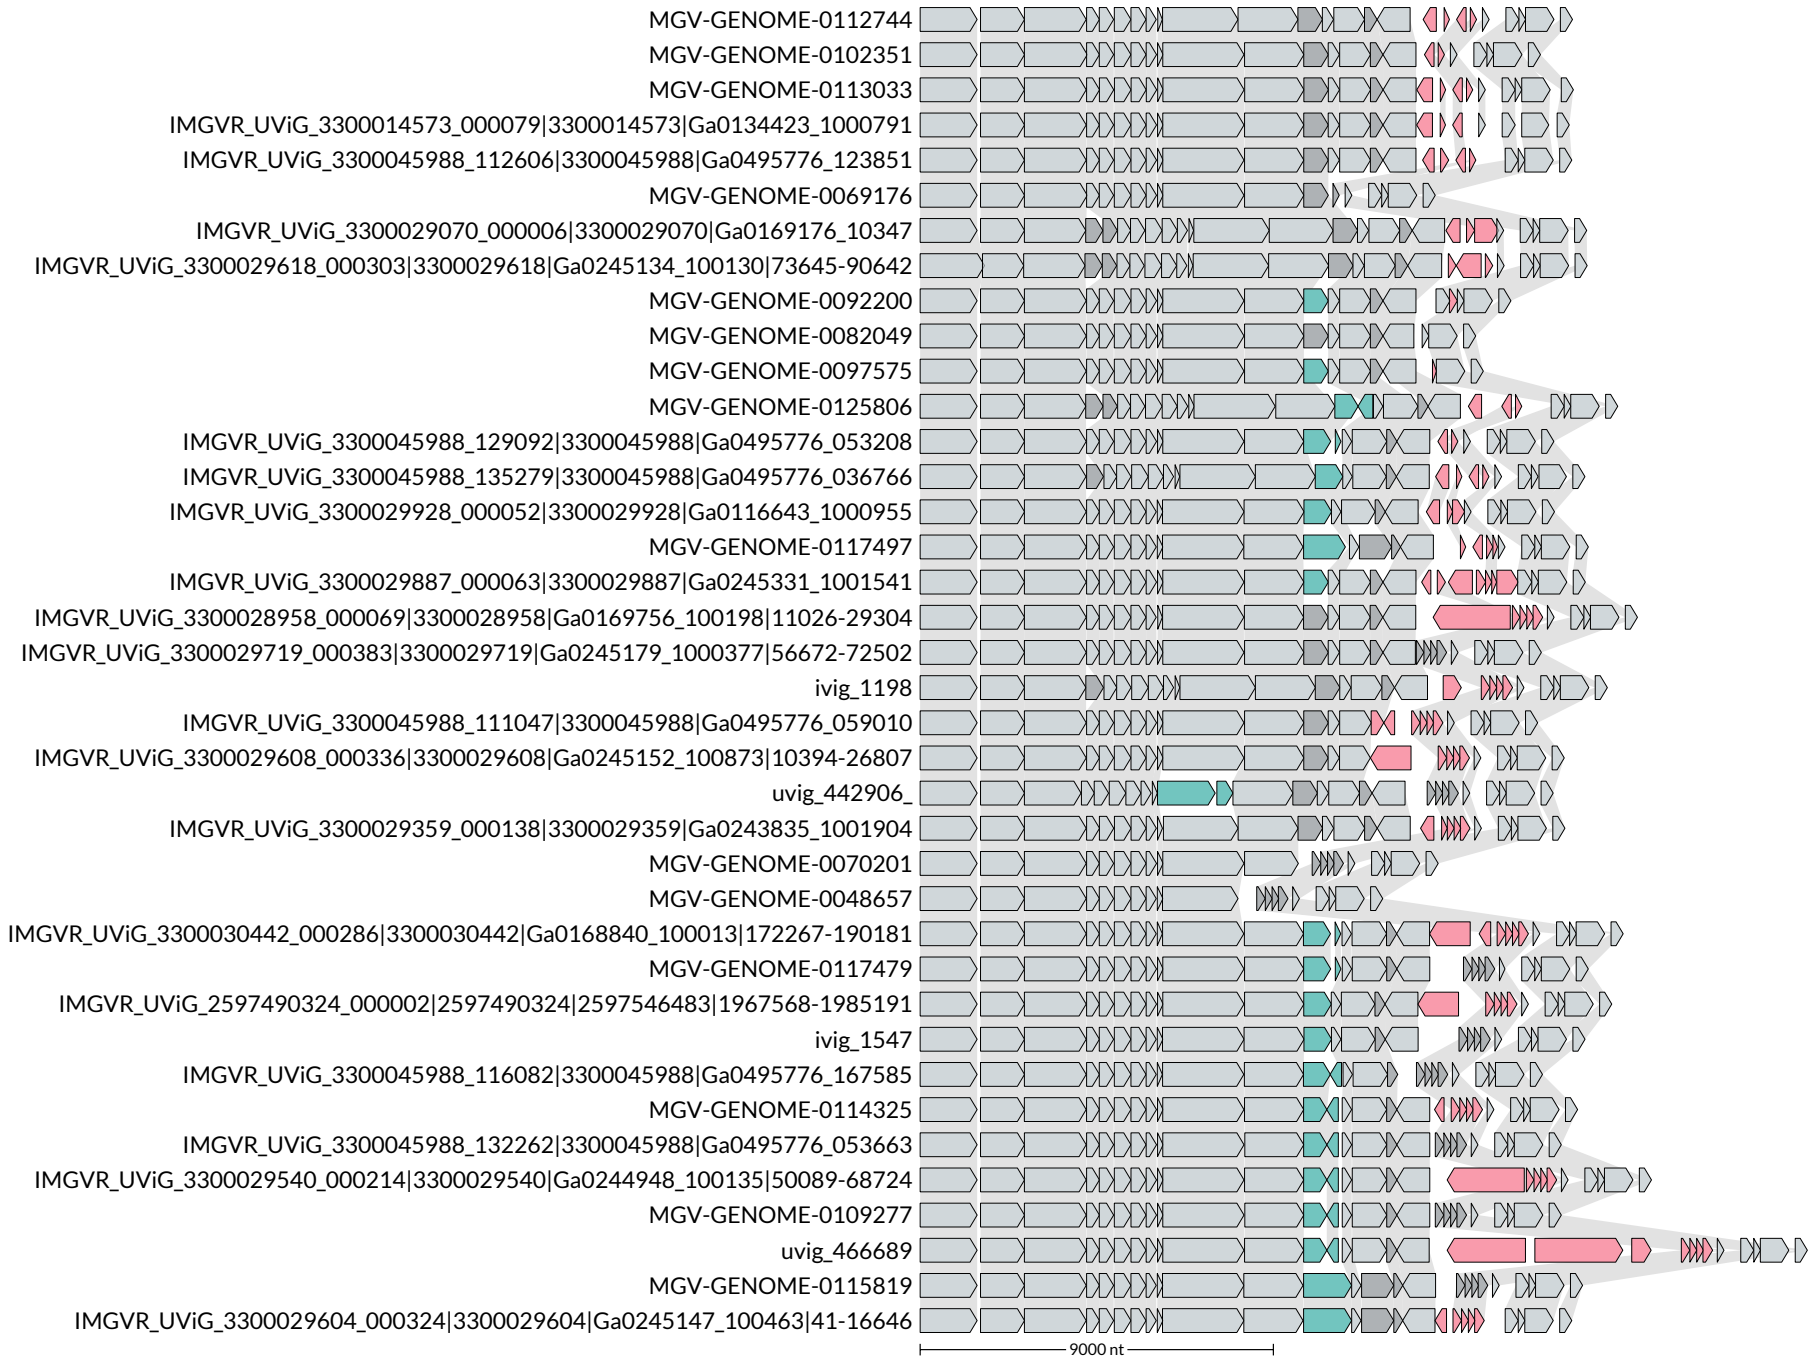 MGV-GENOME-0112744
MGV-GENOME-0102351
MGV-GENOME-0113033
IMGVR_UViG_3300014573_000079|3300014573|Ga0134423_1000791
IMGVR_UViG_3300045988_112606|3300045988|Ga0495776_123851
MGV-GENOME-0069176
IMGVR_UViG_3300029070_000006|3300029070|Ga0169176_10347
IMGVR_UViG_3300029618_000303|3300029618|Ga0245134_100130|73645-90642
MGV-GENOME-0092200
MGV-GENOME-0082049
MGV-GENOME-0097575
MGV-GENOME-0125806
IMGVR_UViG_3300045988_129092|3300045988|Ga0495776_053208
IMGVR_UViG_3300045988_135279|3300045988|Ga0495776_036766
IMGVR_UViG_3300029928_000052|3300029928|Ga0116643_1000955
MGV-GENOME-0117497
IMGVR_UViG_3300029887_000063|3300029887|Ga0245331_1001541
IMGVR_UViG_3300028958_000069|3300028958|Ga0169756_100198|11026-29304
IMGVR_UViG_3300029719_000383|3300029719|Ga0245179_1000377|56672-72502
ivig_1198
IMGVR_UViG_3300045988_111047|3300045988|Ga0495776_059010
IMGVR_UViG_3300029608_000336|3300029608|Ga0245152_100873|10394-26807
uvig_442906_
IMGVR_UViG_3300029359_000138|3300029359|Ga0243835_1001904
MGV-GENOME-0070201
MGV-GENOME-0048657
IMGVR_UViG_3300030442_000286|3300030442|Ga0168840_100013|172267-190181
MGV-GENOME-0117479
IMGVR_UViG_2597490324_000002|2597490324|2597546483|1967568-1985191
ivig_1547
IMGVR_UViG_3300045988_116082|3300045988|Ga0495776_167585
MGV-GENOME-0114325
IMGVR_UViG_3300045988_132262|3300045988|Ga0495776_053663
IMGVR_UViG_3300029540_000214|3300029540|Ga0244948_100135|50089-68724
MGV-GENOME-0109277
uvig_466689
MGV-GENOME-0115819
IMGVR_UViG_3300029604_000324|3300029604|Ga0245147_100463|41-16646
9000 nt